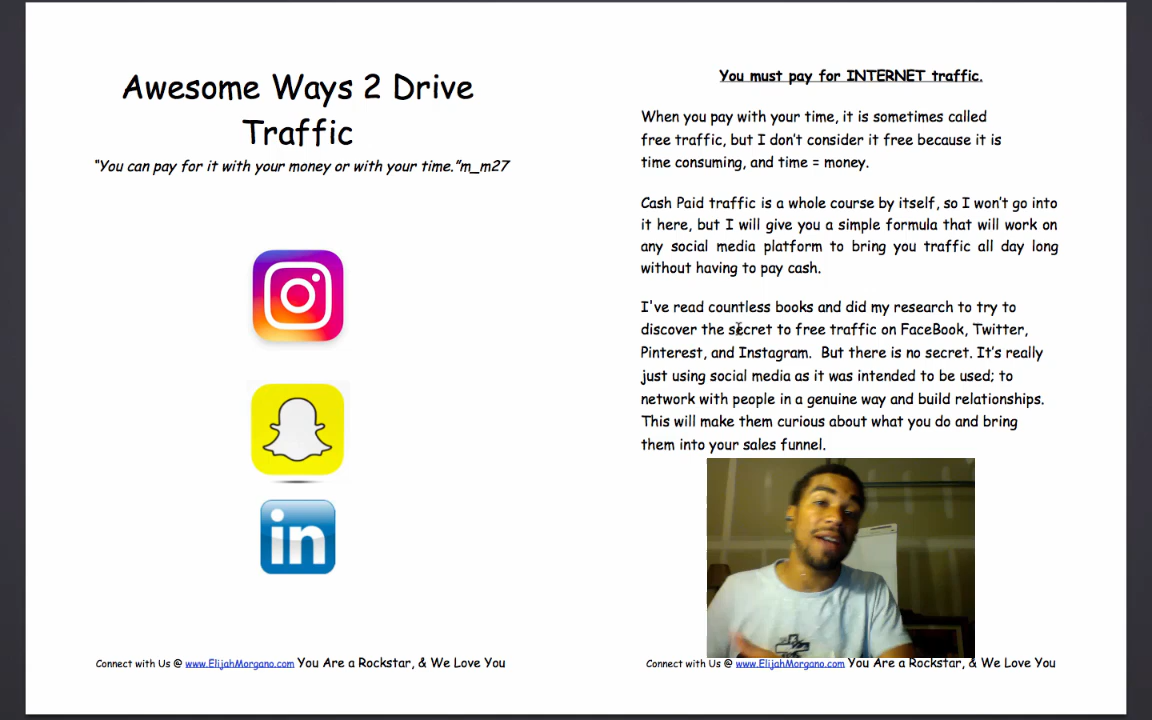 Awesome Ways 2 Drive
Traffic
"You can pay for it with your money or with your time."m_m27
in
Connect with Us @ www.ElijahMorgano.com You Are a Rockstar, & We Love You
You must pay for INTERNET traffic.
When you pay with your time, it is sometimes called
free traffic, but I don't consider it free because it is
time consuming, and time = money.
Cash Paid traffic is a whole course by itself, so I won't go into
it here, but I will give you a simple formula that will work on
any social media platform to bring you traffic all day long
without having to pay cash.
I've read countless books and did my research to try to
discover the secret to free traffic on FaceBook, Twitter,
Pinterest, and Instagram. But there is no secret. It's really
just using social media as it was intended to be used; to
network with people in a genuine way and build relationships.
This will make them curious about what you do and bring
them into your sales funnel.
Connect with Us @ www.ElijahMorgano.com You Are a Rockstar, & We Love You